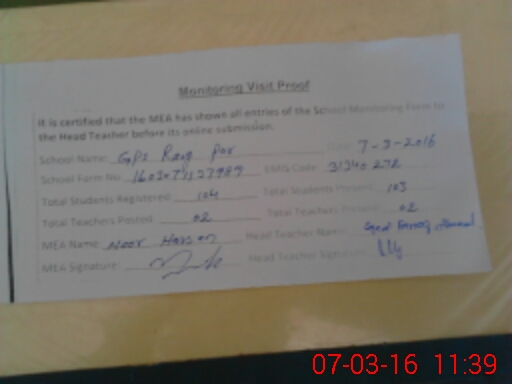 Monitoring Visit Proof
It is certified that the MEA has shown all entries of the School Monitoring Form to
the Head Teacher before its online submission.
School Name: GPS Rang Por Date: 7-3-2016
School Form No: EMIS Code: 31340272
Total Students Registered: 104 Total Students Present: 103
Total Teachers Posted: 02 Total Teachers Present: 02
MEA Name: Noor Hassan Head Teacher Name: Syed
MEA Signature: Head Teacher Signature:
07-03-16 11:39